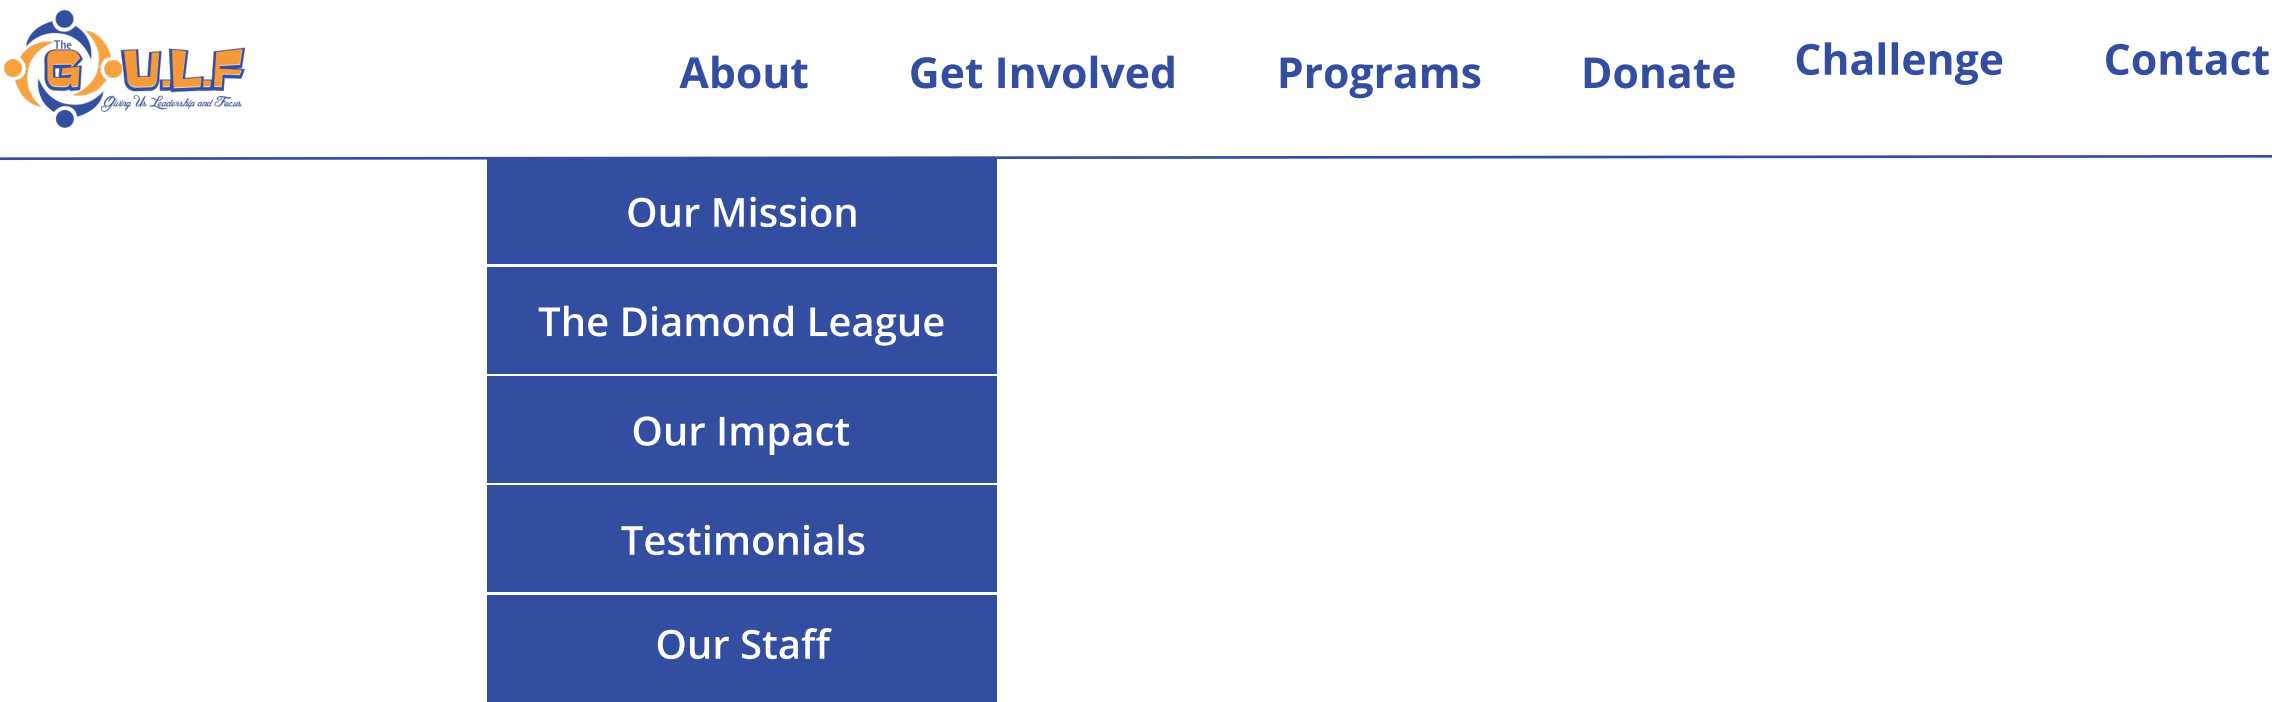 The
G U.L.F
Giving Us Leadership and Focus
About Get Involved Programs Donate Challenge Contact
Our Mission
The Diamond League
Our Impact
Testimonials
Our Staff